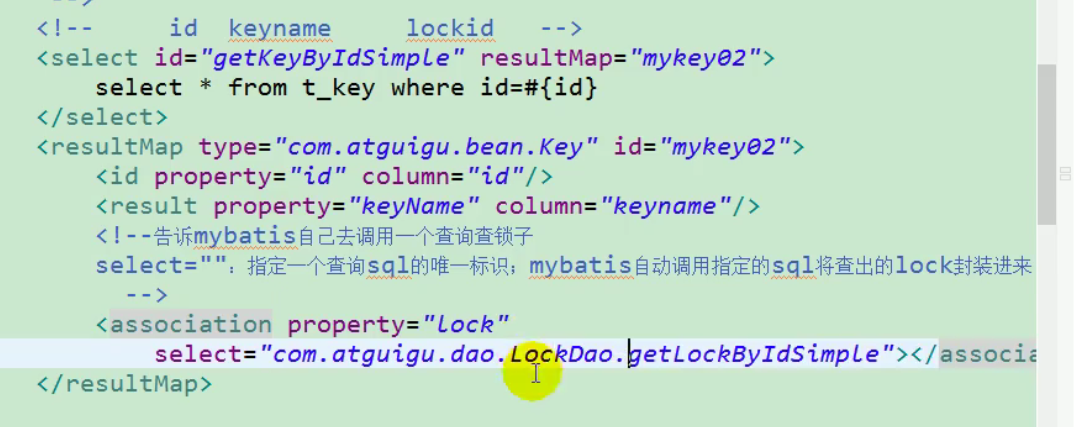 <!--     id  keyname     lockid   -->
<select id="getKeyByIdSimple" resultMap="mykey02">
select * from t_key where id=#{id}
</select>
<resultMap type="com.atguigu.bean.Key" id="mykey02">
<id property="id" column="id"/>
<result property="keyName" column="keyname"/>
<!--告诉mybatis自己去调用一个查询查锁子
select="": 指定一个查询sql的唯一标识; mybatis自动调用指定的sql将查出的lock封装进来
-->
<association property="lock"
select="com.atguigu.dao.LockDao.getLockByIdSimple"></associa
</resultMap>